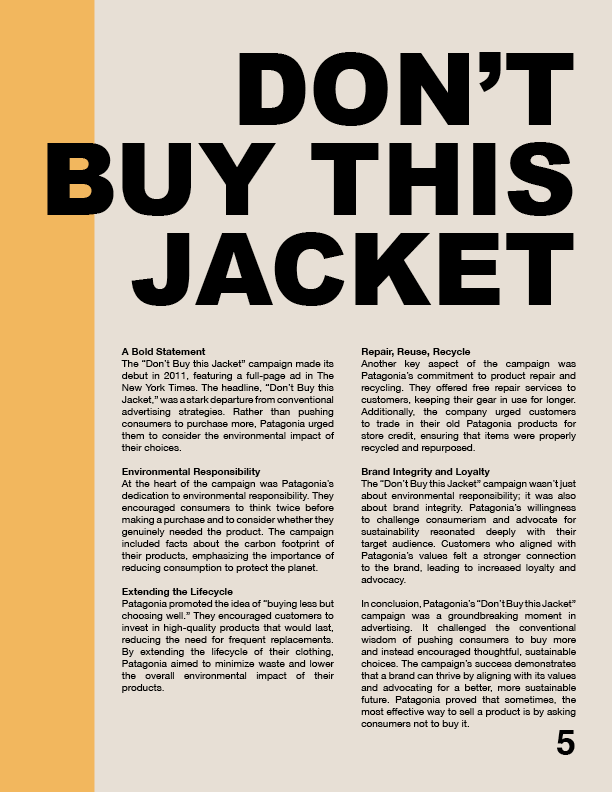 DON’T
BUY THIS
JACKET
A Bold Statement
The “Don’t Buy this Jacket” campaign made its
debut in 2011, featuring a full-page ad in The
New York Times. The headline, “Don’t Buy this
Jacket,” was a stark departure from conventional
advertising strategies. Rather than pushing
consumers to purchase more, Patagonia urged
them to consider the environmental impact of
their choices.
Environmental Responsibility
At the heart of the campaign was Patagonia’s
dedication to environmental responsibility. They
encouraged consumers to think twice before
making a purchase and to consider whether they
genuinely needed the product. The campaign
included facts about the carbon footprint of
their products, emphasizing the importance of
reducing consumption to protect the planet.
Extending the Lifecycle
Patagonia promoted the idea of “buying less but
choosing well.” They encouraged customers to
invest in high-quality products that would last,
reducing the need for frequent replacements.
By extending the lifecycle of their clothing,
Patagonia aimed to minimize waste and lower
the overall environmental impact of their
products.
Repair, Reuse, Recycle
Another key aspect of the campaign was
Patagonia’s commitment to product repair and
recycling. They offered free repair services to
customers, keeping their gear in use for longer.
Additionally, the company urged customers
to trade in their old Patagonia products for
store credit, ensuring that items were properly
recycled and repurposed.
Brand Integrity and Loyalty
The “Don’t Buy this Jacket” campaign wasn’t just
about environmental responsibility; it was also
about brand integrity. Patagonia’s willingness
to challenge consumerism and advocate for
sustainability resonated deeply with their
target audience. Customers who aligned with
Patagonia’s values felt a stronger connection
to the brand, leading to increased loyalty and
advocacy.
In conclusion, Patagonia’s “Don’t Buy this Jacket”
campaign was a groundbreaking moment in
advertising. It challenged the conventional
wisdom of pushing consumers to buy more
and instead encouraged thoughtful, sustainable
choices. The campaign’s success demonstrates
that a brand can thrive by aligning with its values
and advocating for a better, more sustainable
future. Patagonia proved that sometimes, the
most effective way to sell a product is by asking
consumers not to buy it.
5